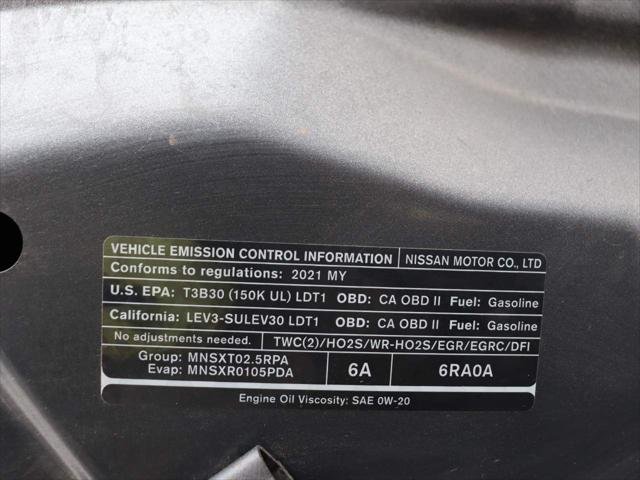 VEHICLE EMISSION CONTROL INFORMATION NISSAN MOTOR CO., LTD
Conforms to regulations: 2021 MY
U.S. EPA: T3B30 (150K UL) LDT1 OBD: CA OBD II Fuel: Gasoline
California: LEV3-SULEV30 LDT1 OBD: CA OBD II Fuel: Gasoline
No adjustments needed. TWC(2)/HO2S/WR-HO2S/EGR/EGRC/DFI
Group: MNSXT02.5RPA
Evap: MNSXR0105PDA
6A
6RA0A
Engine Oil Viscosity: SAE 0W-20